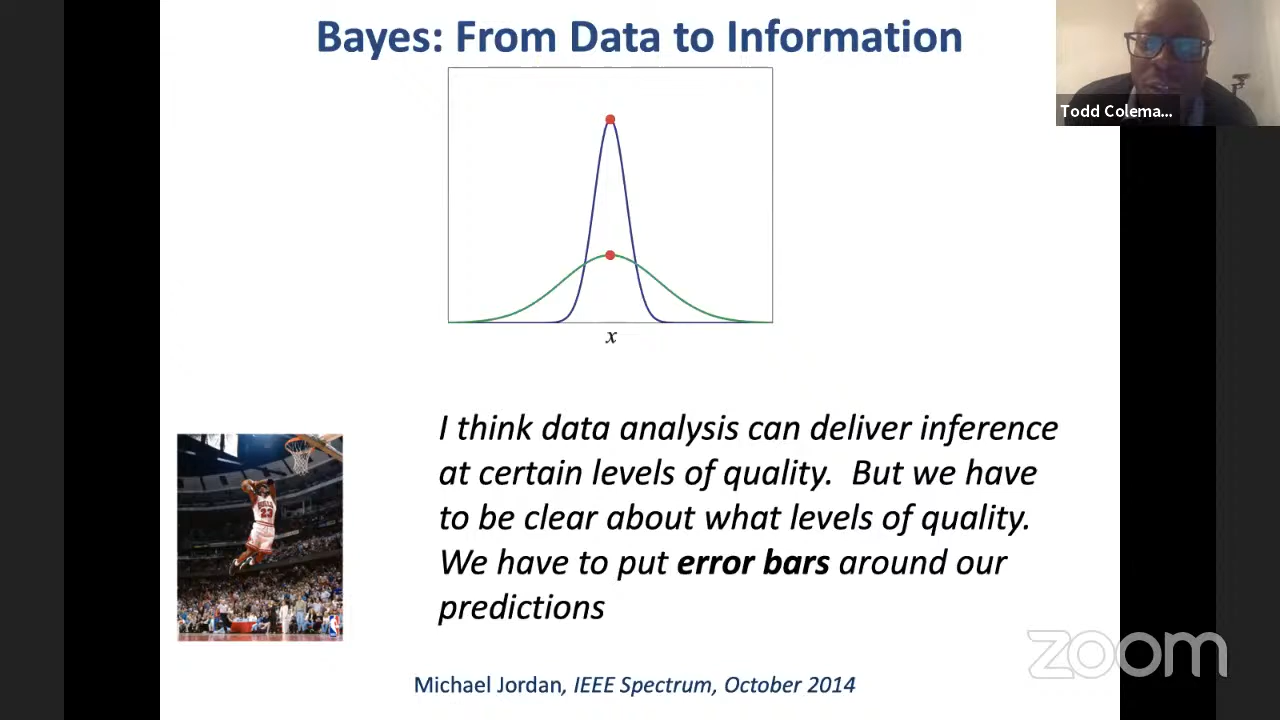 Bayes: From Data to Information
Todd Colema...
x
I think data analysis can deliver inference
at certain levels of quality.  But we have
to be clear about what levels of quality.
We have to put error bars around our
predictions
BULLS
23
Michael Jordan, IEEE Spectrum, October 2014
zoom